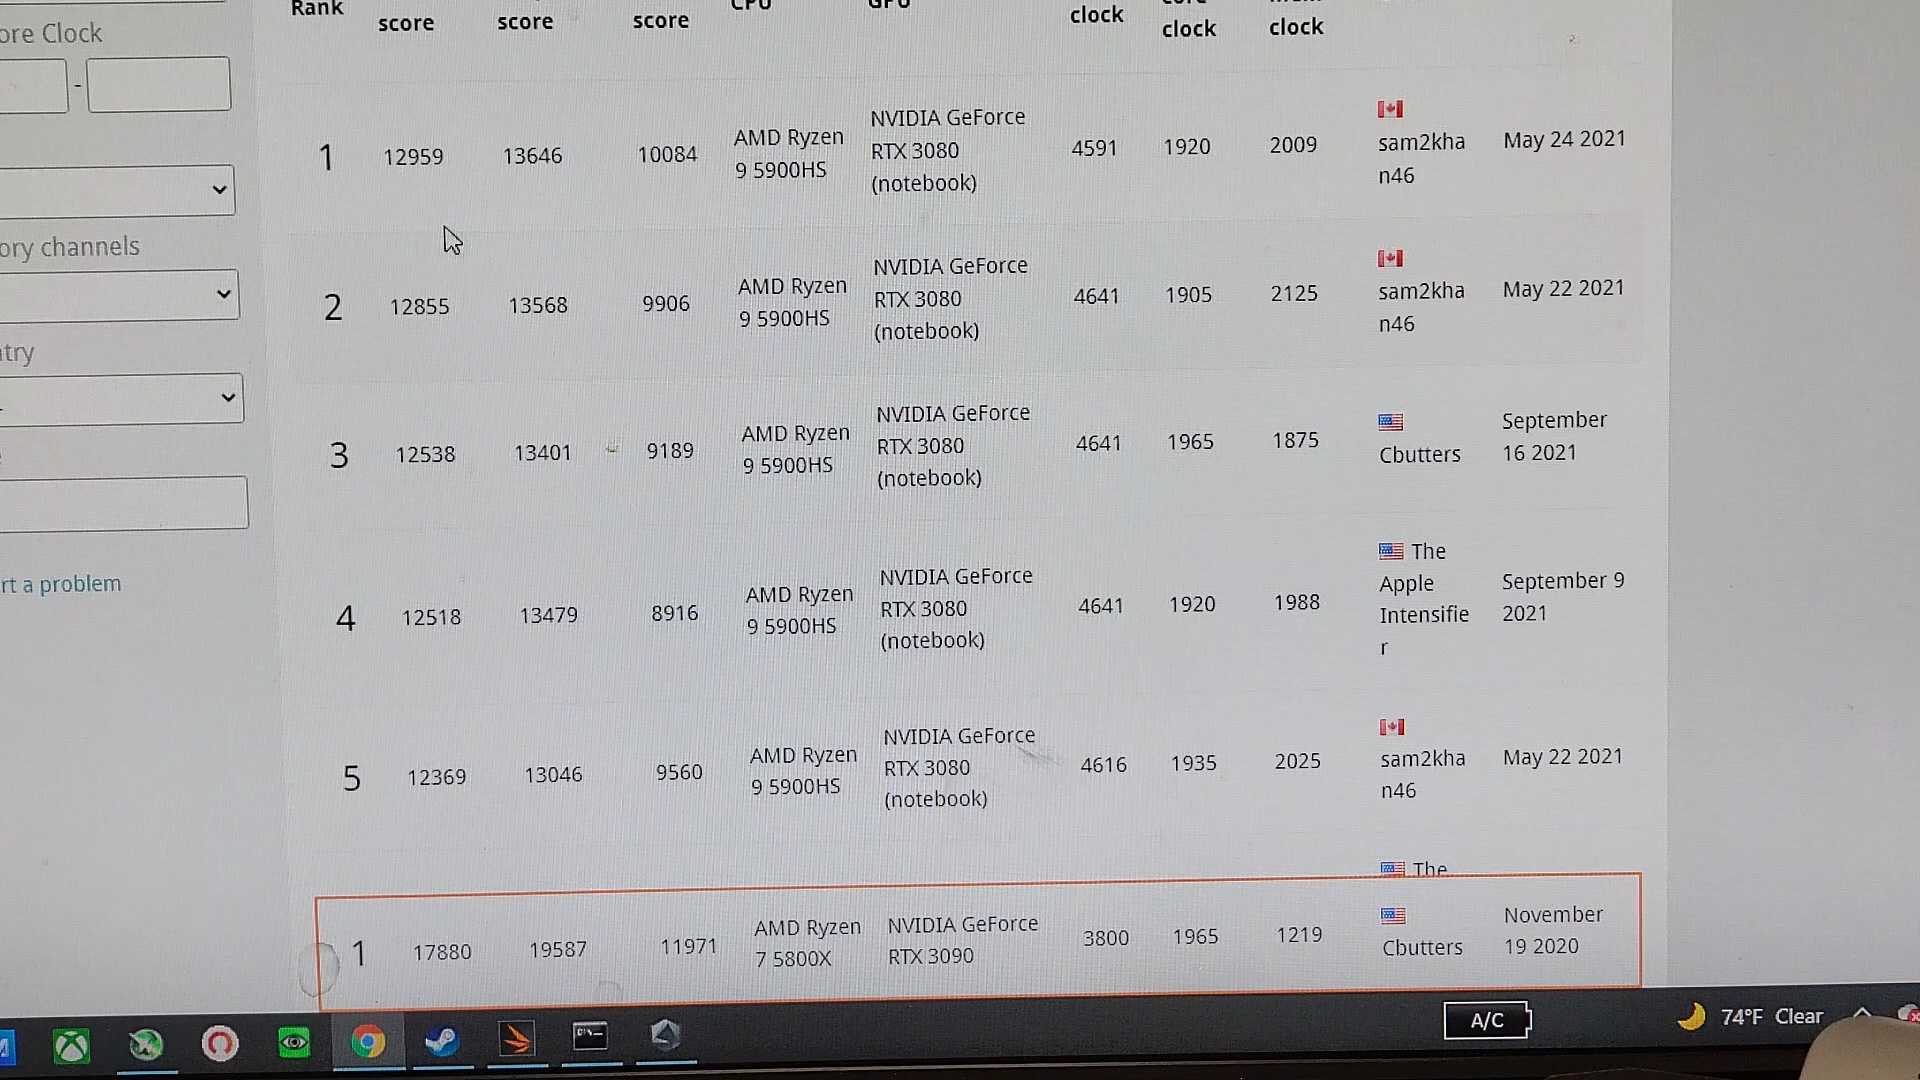 Rank
score
score
score
clock
clock
clock
ore Clock
-
1 12959 13646 10084 AMD Ryzen 9 5900HS NVIDIA GeForce RTX 3080 (notebook) 4591 1920 2009 sam2kha n46 May 24 2021
ory channels
2 12855 13568 9906 AMD Ryzen 9 5900HS NVIDIA GeForce RTX 3080 (notebook) 4641 1905 2125 sam2kha n46 May 22 2021
ntry
3 12538 13401 9189 AMD Ryzen 9 5900HS NVIDIA GeForce RTX 3080 (notebook) 4641 1965 1875 Cbutters September 16 2021
rt a problem
4 12518 13479 8916 AMD Ryzen 9 5900HS NVIDIA GeForce RTX 3080 (notebook) 4641 1920 1988 The Apple Intensifie r September 9 2021
5 12369 13046 9560 AMD Ryzen 9 5900HS NVIDIA GeForce RTX 3080 (notebook) 4616 1935 2025 sam2kha n46 May 22 2021
The
1 17880 19587 11971 AMD Ryzen 7 5800X NVIDIA GeForce RTX 3090 3800 1965 1219 Cbutters November 19 2020
A/C
74°F Clear